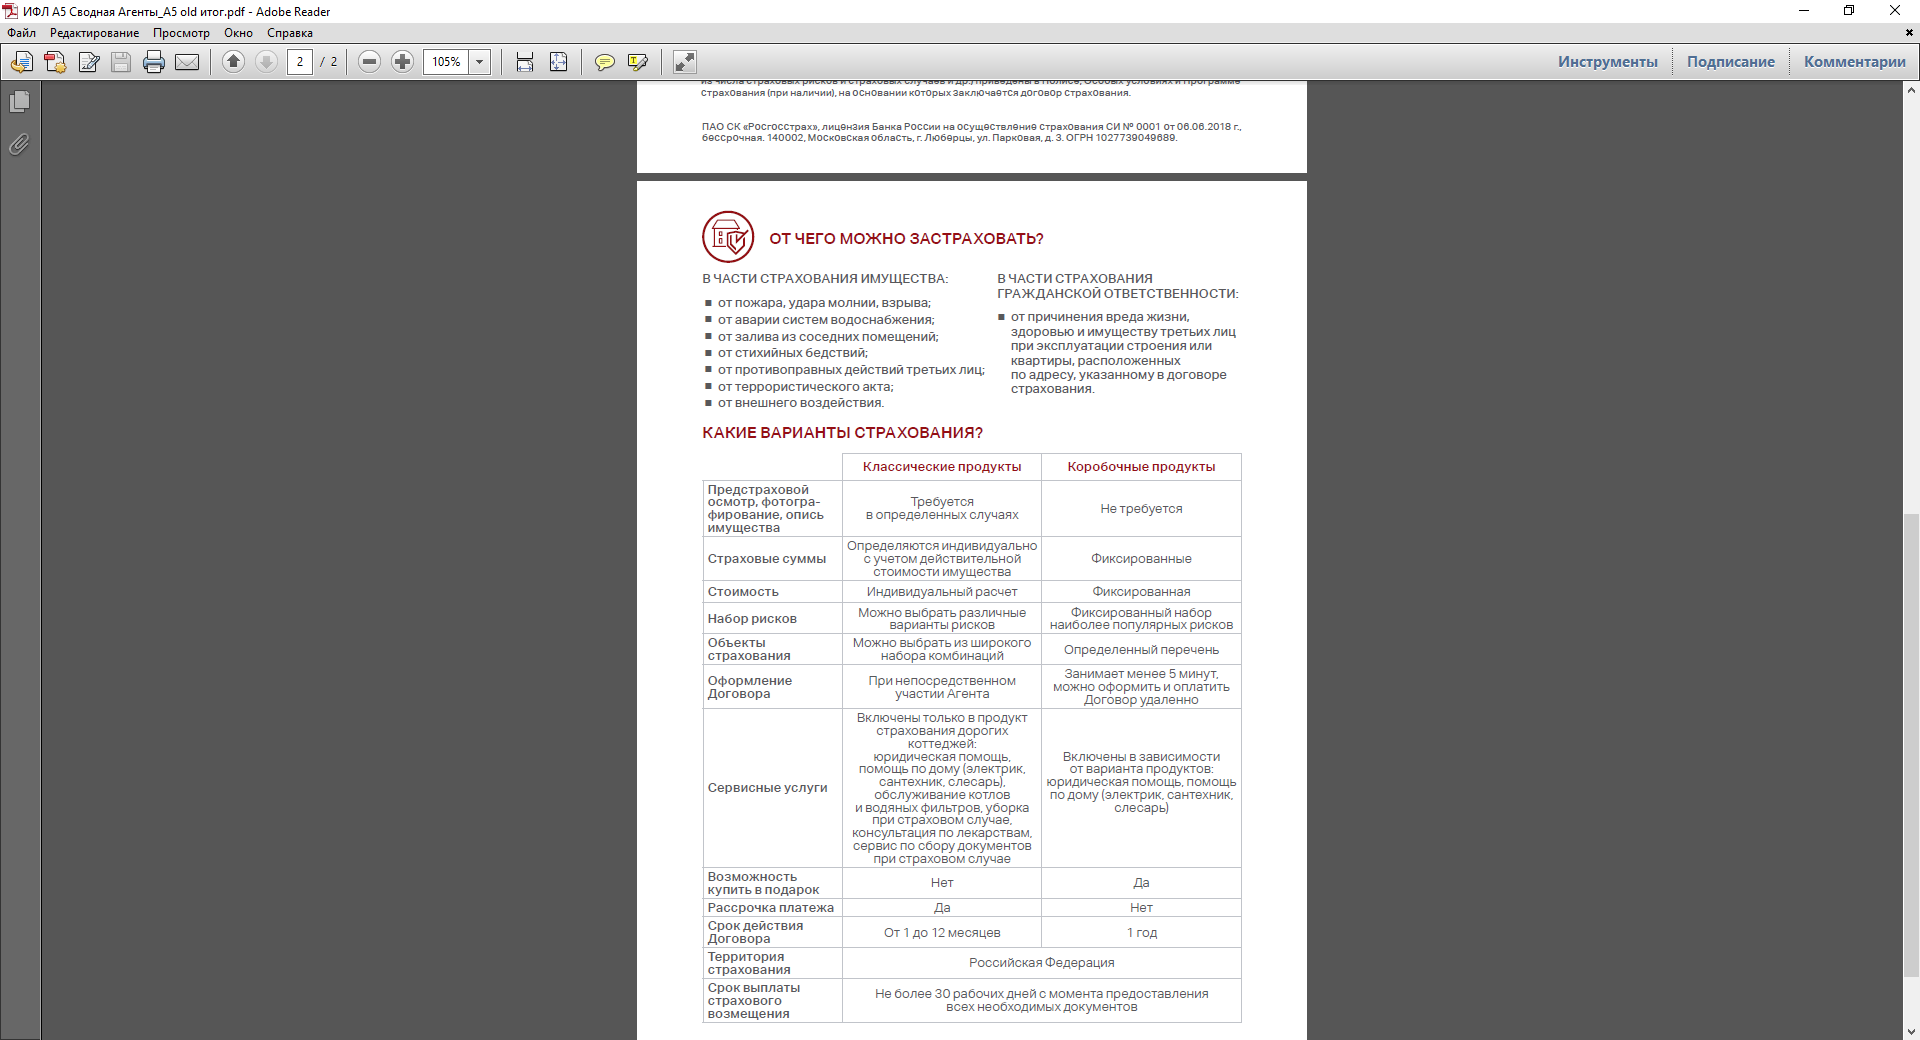 ИФЛ А5 Сводная Агенты_А5 old итог.pdf - Adobe Reader
Файл Редактирование Просмотр Окно Справка
2 / 2 105% Инструменты Подписание Комментарии
из числа страховых рисков и страховых случаев и др.) приведены в Полисе, Особых условиях и Программе
страхования (при наличии), на основании которых заключается договор страхования.
ПАО СК «Росгосстрах», лицензия Банка России на осуществление страхования СИ № 0001 от 06.06.2018 г.,
бессрочная. 140002, Московская область, г. Люберцы, ул. Парковая, д. 3. ОГРН 1027739049689.
ОТ ЧЕГО МОЖНО ЗАСТРАХОВАТЬ?
В ЧАСТИ СТРАХОВАНИЯ ИМУЩЕСТВА:
■ от пожара, удара молнии, взрыва;
■ от аварии систем водоснабжения;
■ от залива из соседних помещений;
■ от стихийных бедствий;
■ от противоправных действий третьих лиц;
■ от террористического акта;
■ от внешнего воздействия.
В ЧАСТИ СТРАХОВАНИЯ
ГРАЖДАНСКОЙ ОТВЕТСТВЕННОСТИ:
■ от причинения вреда жизни,
здоровью и имуществу третьих лиц
при эксплуатации строения или
квартиры, расположенных
по адресу, указанному в договоре
страхования.
КАКИЕ ВАРИАНТЫ СТРАХОВАНИЯ?
Классические продукты
Коробочные продукты
Предстраховой
осмотр, фотогра-
фирование, опись
имущества
Требуется
в определенных случаях
Не требуется
Страховые суммы
Определяются индивидуально
с учетом действительной
стоимости имущества
Фиксированные
Стоимость
Индивидуальный расчет
Фиксированная
Набор рисков
Можно выбрать различные
варианты рисков
Фиксированный набор
наиболее популярных рисков
Объекты
страхования
Можно выбрать из широкого
набора комбинаций
Определенный перечень
Оформление
Договора
При непосредственном
участии Агента
Занимает менее 5 минут,
можно оформить и оплатить
Договор удаленно
Сервисные услуги
Включены только в продукт
страхования дорогих
коттеджей:
юридическая помощь,
помощь по дому (электрик,
сантехник, слесарь),
обслуживание котлов
и водяных фильтров, уборка
при страховом случае,
консультация по лекарствам,
сервис по сбору документов
при страховом случае
Включены в зависимости
от варианта продуктов:
юридическая помощь, помощь
по дому (электрик, сантехник,
слесарь)
Возможность
купить в подарок
Нет
Да
Рассрочка платежа
Да
Нет
Срок действия
Договора
От 1 до 12 месяцев
1 год
Территория
страхования
Российская Федерация
Срок выплаты
страхового
возмещения
Не более 30 рабочих дней с момента предоставления
всех необходимых документов